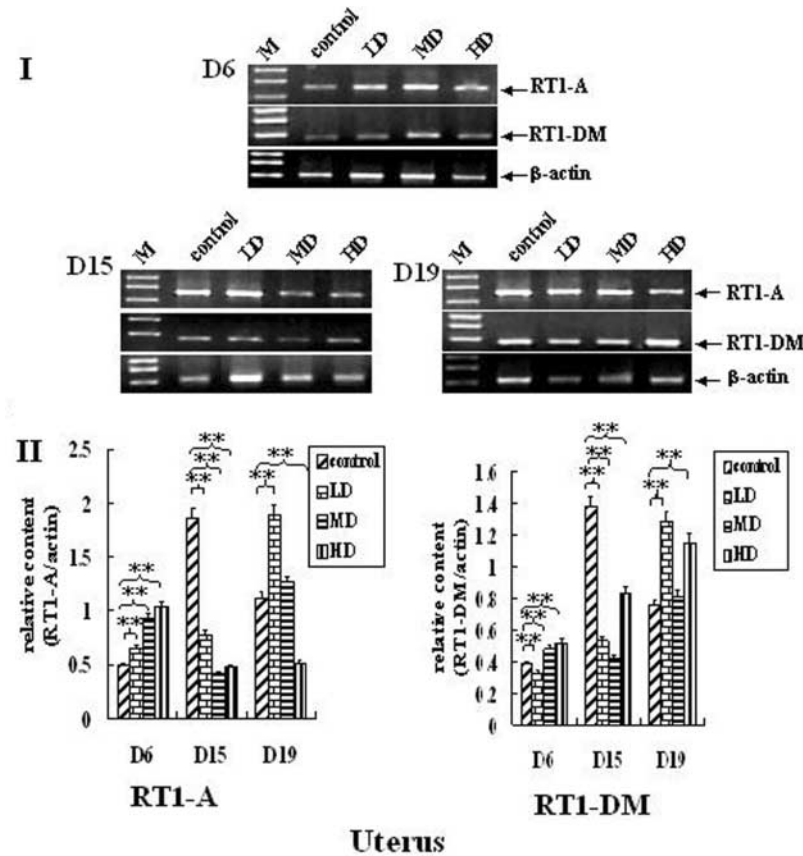 I
D6
M control LD MD HD
RT1-A
RT1-DM
β-actin
D15
M control LD MD HD
D19
M control LD MD HD
RT1-A
RT1-DM
β-actin
II
relative content
(RT1-A/actin)
2.5
2
1.5
1
0.5
0
** ** **
** ** **
** **
control
LD
MD
HD
D6 D15 D19
RT1-A
relative content
(RT1-DM/actin)
1.6
1.4
1.2
1.0
0.8
0.6
0.4
0.2
0
** ** **
** ** **
** **
control
LD
MD
HD
D6 D15 D19
RT1-DM
Uterus